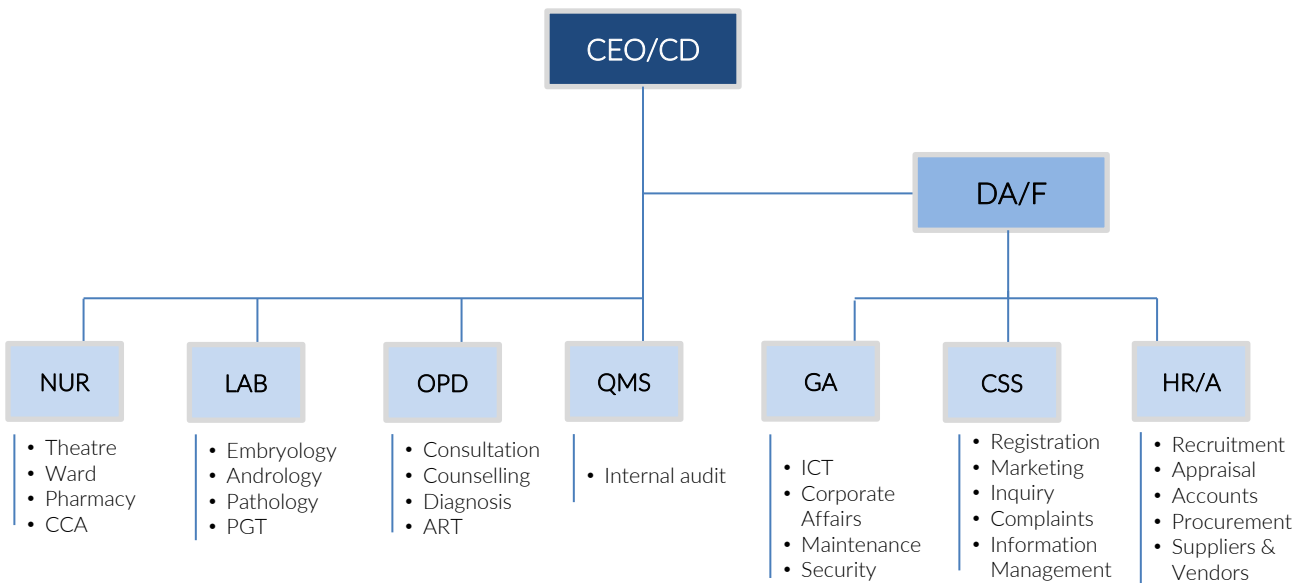 CEO/CD
DA/F
NUR
LAB
OPD
QMS
GA
CSS
HR/A
• Theatre
• Ward
• Pharmacy
• CCA
• Embryology
• Andrology
• Pathology
• PGT
• Consultation
• Counselling
• Diagnosis
• ART
• Internal audit
• ICT
• Corporate
Affairs
• Maintenance
• Security
• Registration
• Marketing
• Inquiry
• Complaints
• Information
Management
• Recruitment
• Appraisal
• Accounts
• Procurement
• Suppliers &
Vendors